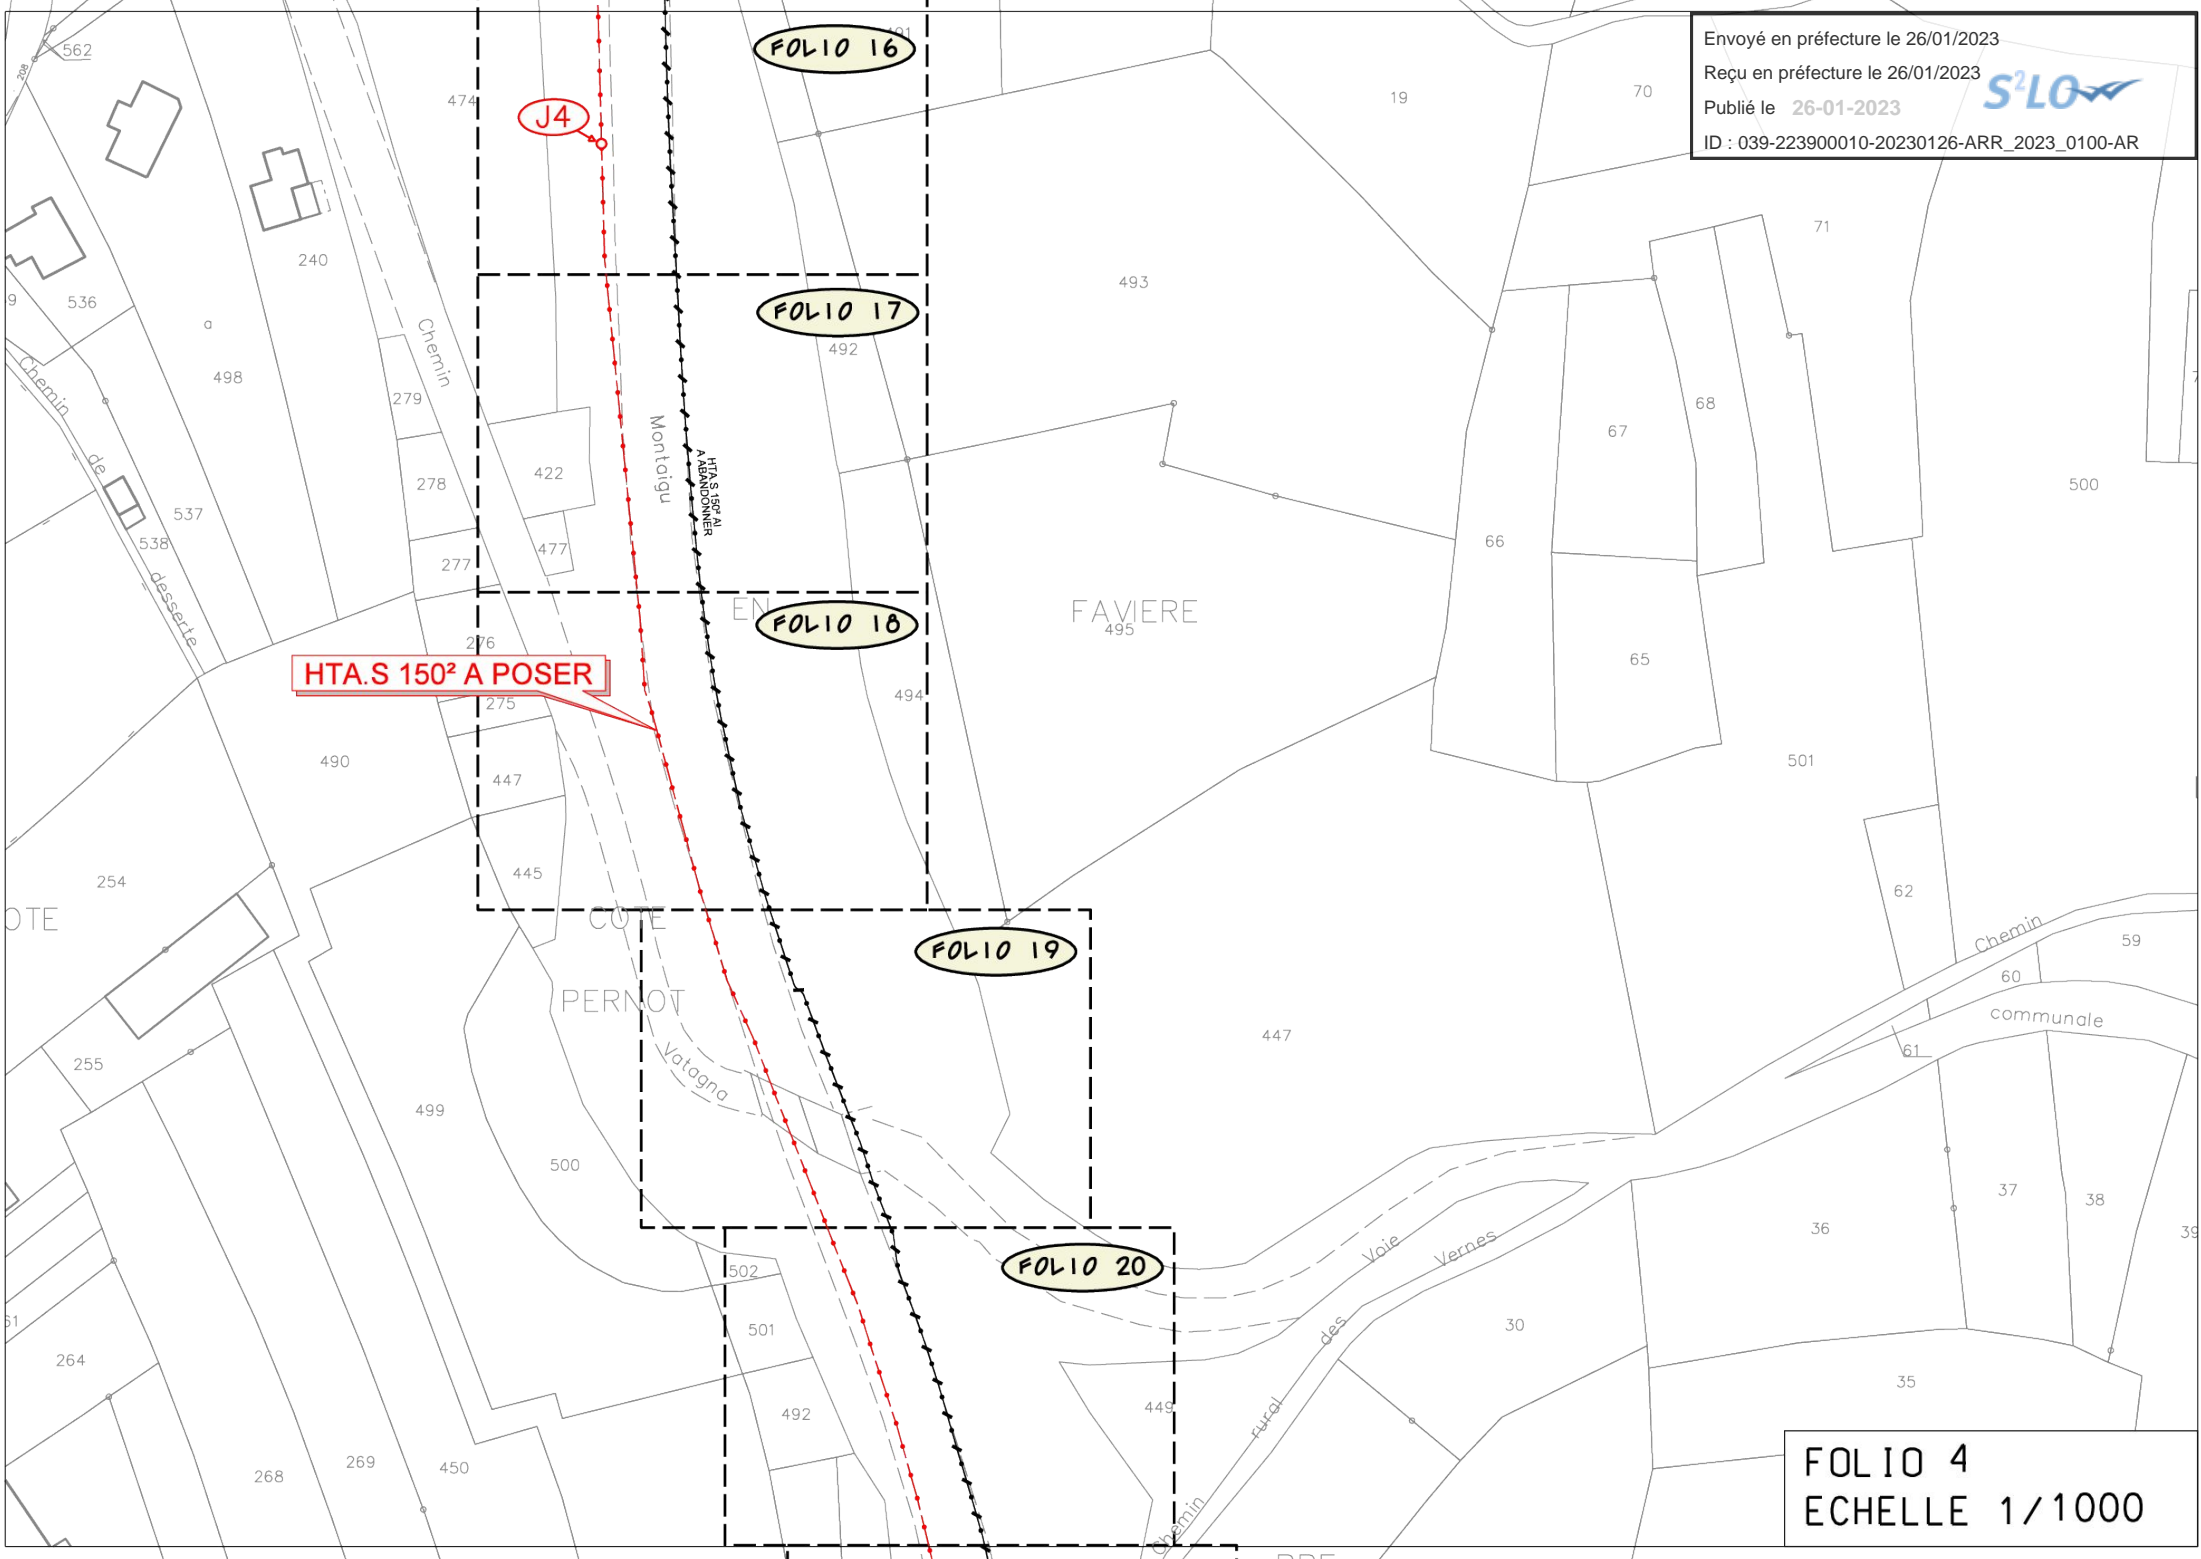 Envoyé en préfecture le 26/01/2023
Reçu en préfecture le 26/01/2023
Publié le 26-01-2023
S²LO
ID : 039-223900010-20230126-ARR_2023_0100-AR
562
208
474
J4
FOLIO 16
19
70
71
240
536
a
498
Chemin
279
278
277
276
275
FOLIO 17
492
493
422
477
Montaigu
HTA.S 150² AI
A ABANDONNER
Chemin
de
desserte
537
538
67
68
66
65
500
501
EN
FAVIERE
495
FOLIO 18
494
HTA.S 150² A POSER
490
447
445
254
OTE
COTE
PERNOT
FOLIO 19
Vatagna
447
62
Chemin
59
60
communale
61
255
499
500
37
38
39
36
Voie
Vernes
des
rural
Chemin
FOLIO 20
502
501
492
449
30
35
264
268
269
450
FOLIO 4
ECHELLE 1/1000